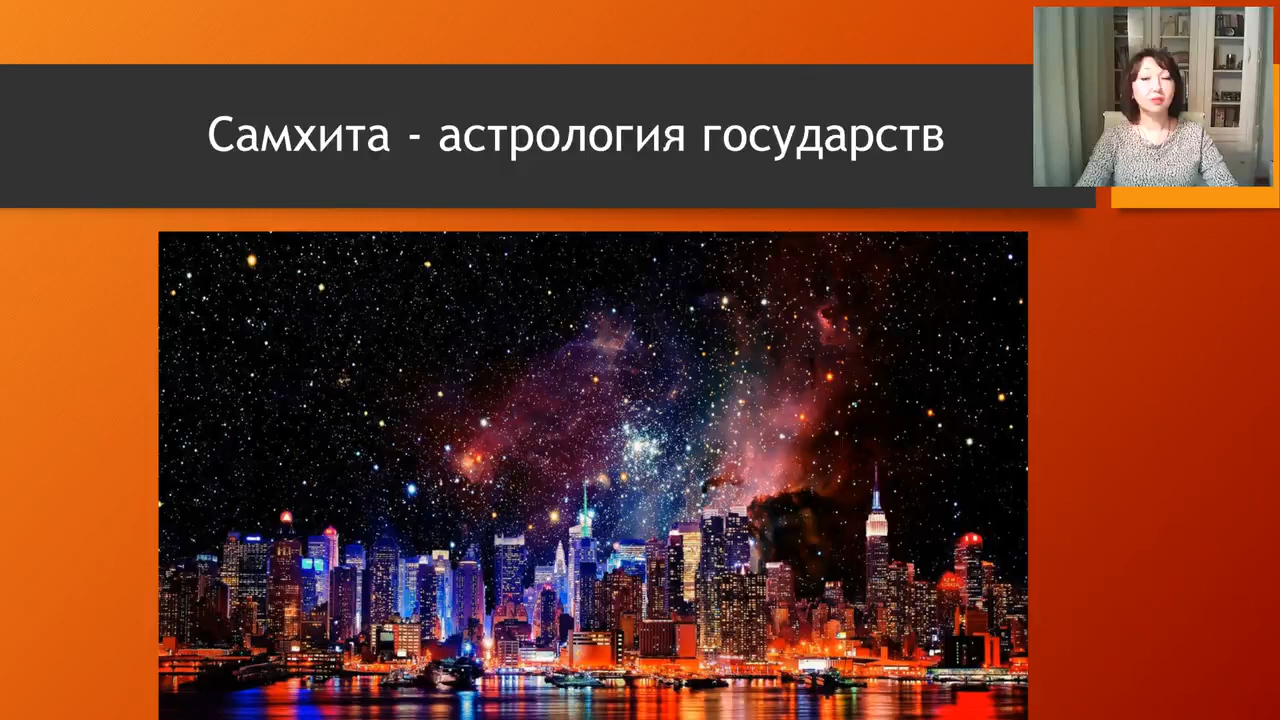 Самхита - астрология государств